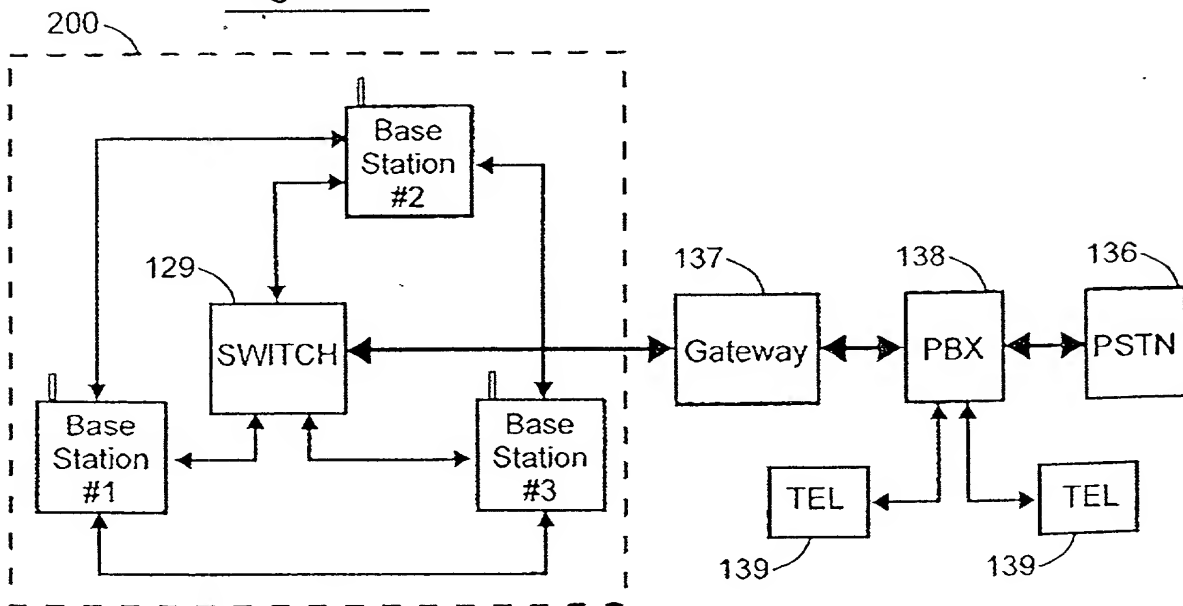 200
Base
Station
#2
129
SWITCH
137
Gateway
138
PBX
136
PSTN
Base
Station
#1
Base
Station
#3
TEL
139
TEL
139